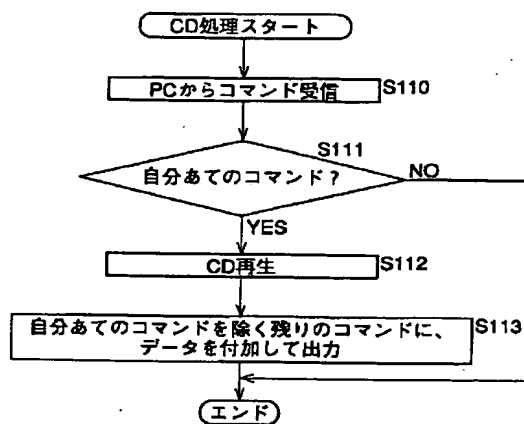 CD処理スタート
PCからコマンド受信
S110
S111
自分あてのコマンド?
NO
YES
CD再生
S112
自分あてのコマンドを除く残りのコマンドに、
データを付加して出力
S113
エンド